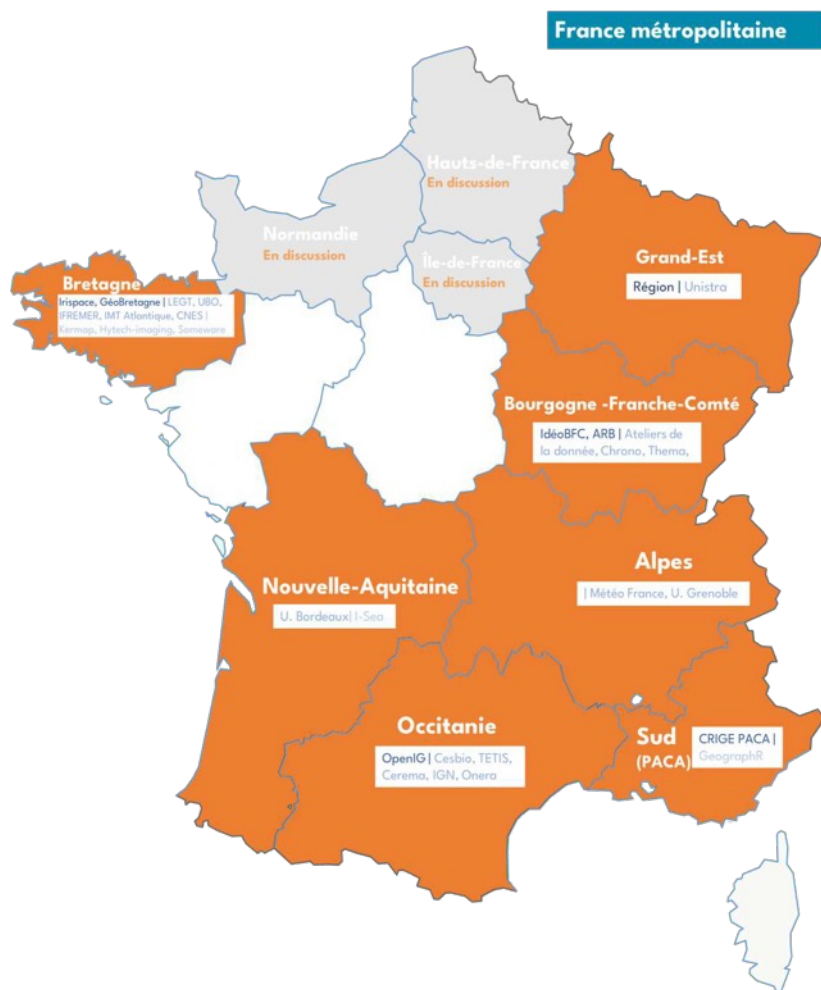 France métropolitaine
Hauts-de-France
En discussion
Normandie
En discussion
Île-de-France
En discussion
Grand-Est
Région | Unistra
Bretagne
Irispace, GéoBretagne | LEGT, UBO,
IFREMER, IMT Atlantique, CNES |
Kermap, Hytech-imaging, Someware
Bourgogne -Franche-Comté
IdéoBFC, ARB | Ateliers de
la donnée, Chrono, Thema,
Alpes
| Météo France, U. Grenoble
Nouvelle-Aquitaine
U. Bordeaux| I-Sea
Occitanie
OpenIG | Cesbio, TETIS,
Cerema, IGN, Onera
Sud
(PACA)
CRIGE PACA |
GeographR